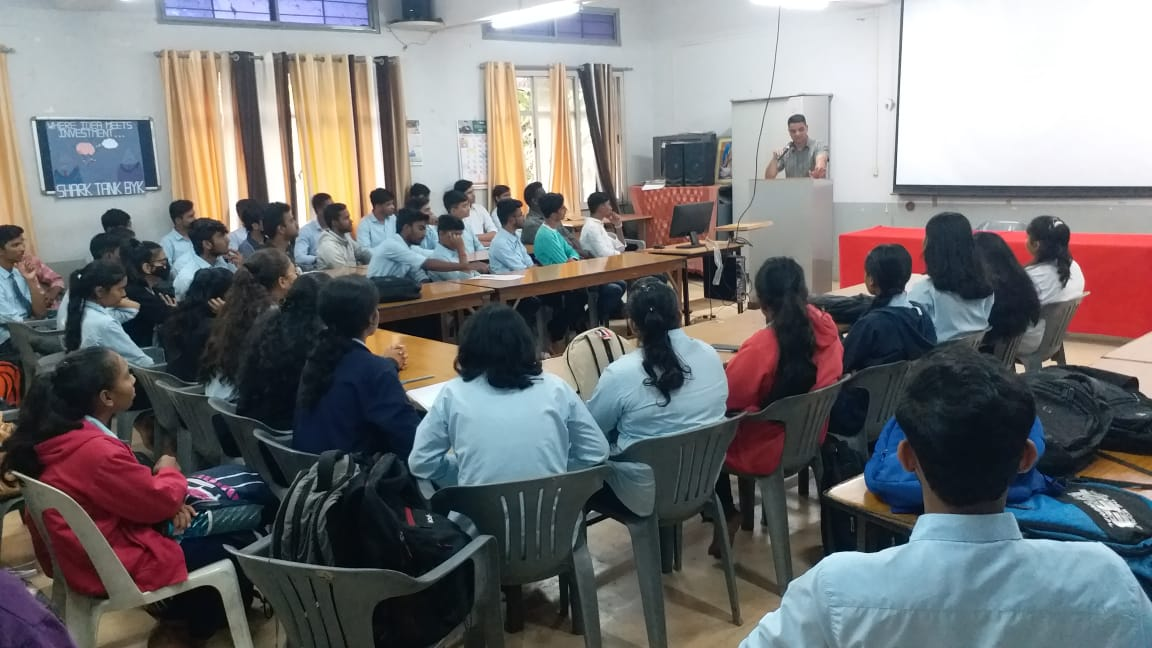 WHERE IDEA MEETS
INVESTMENT...
SHARK TANK BYK